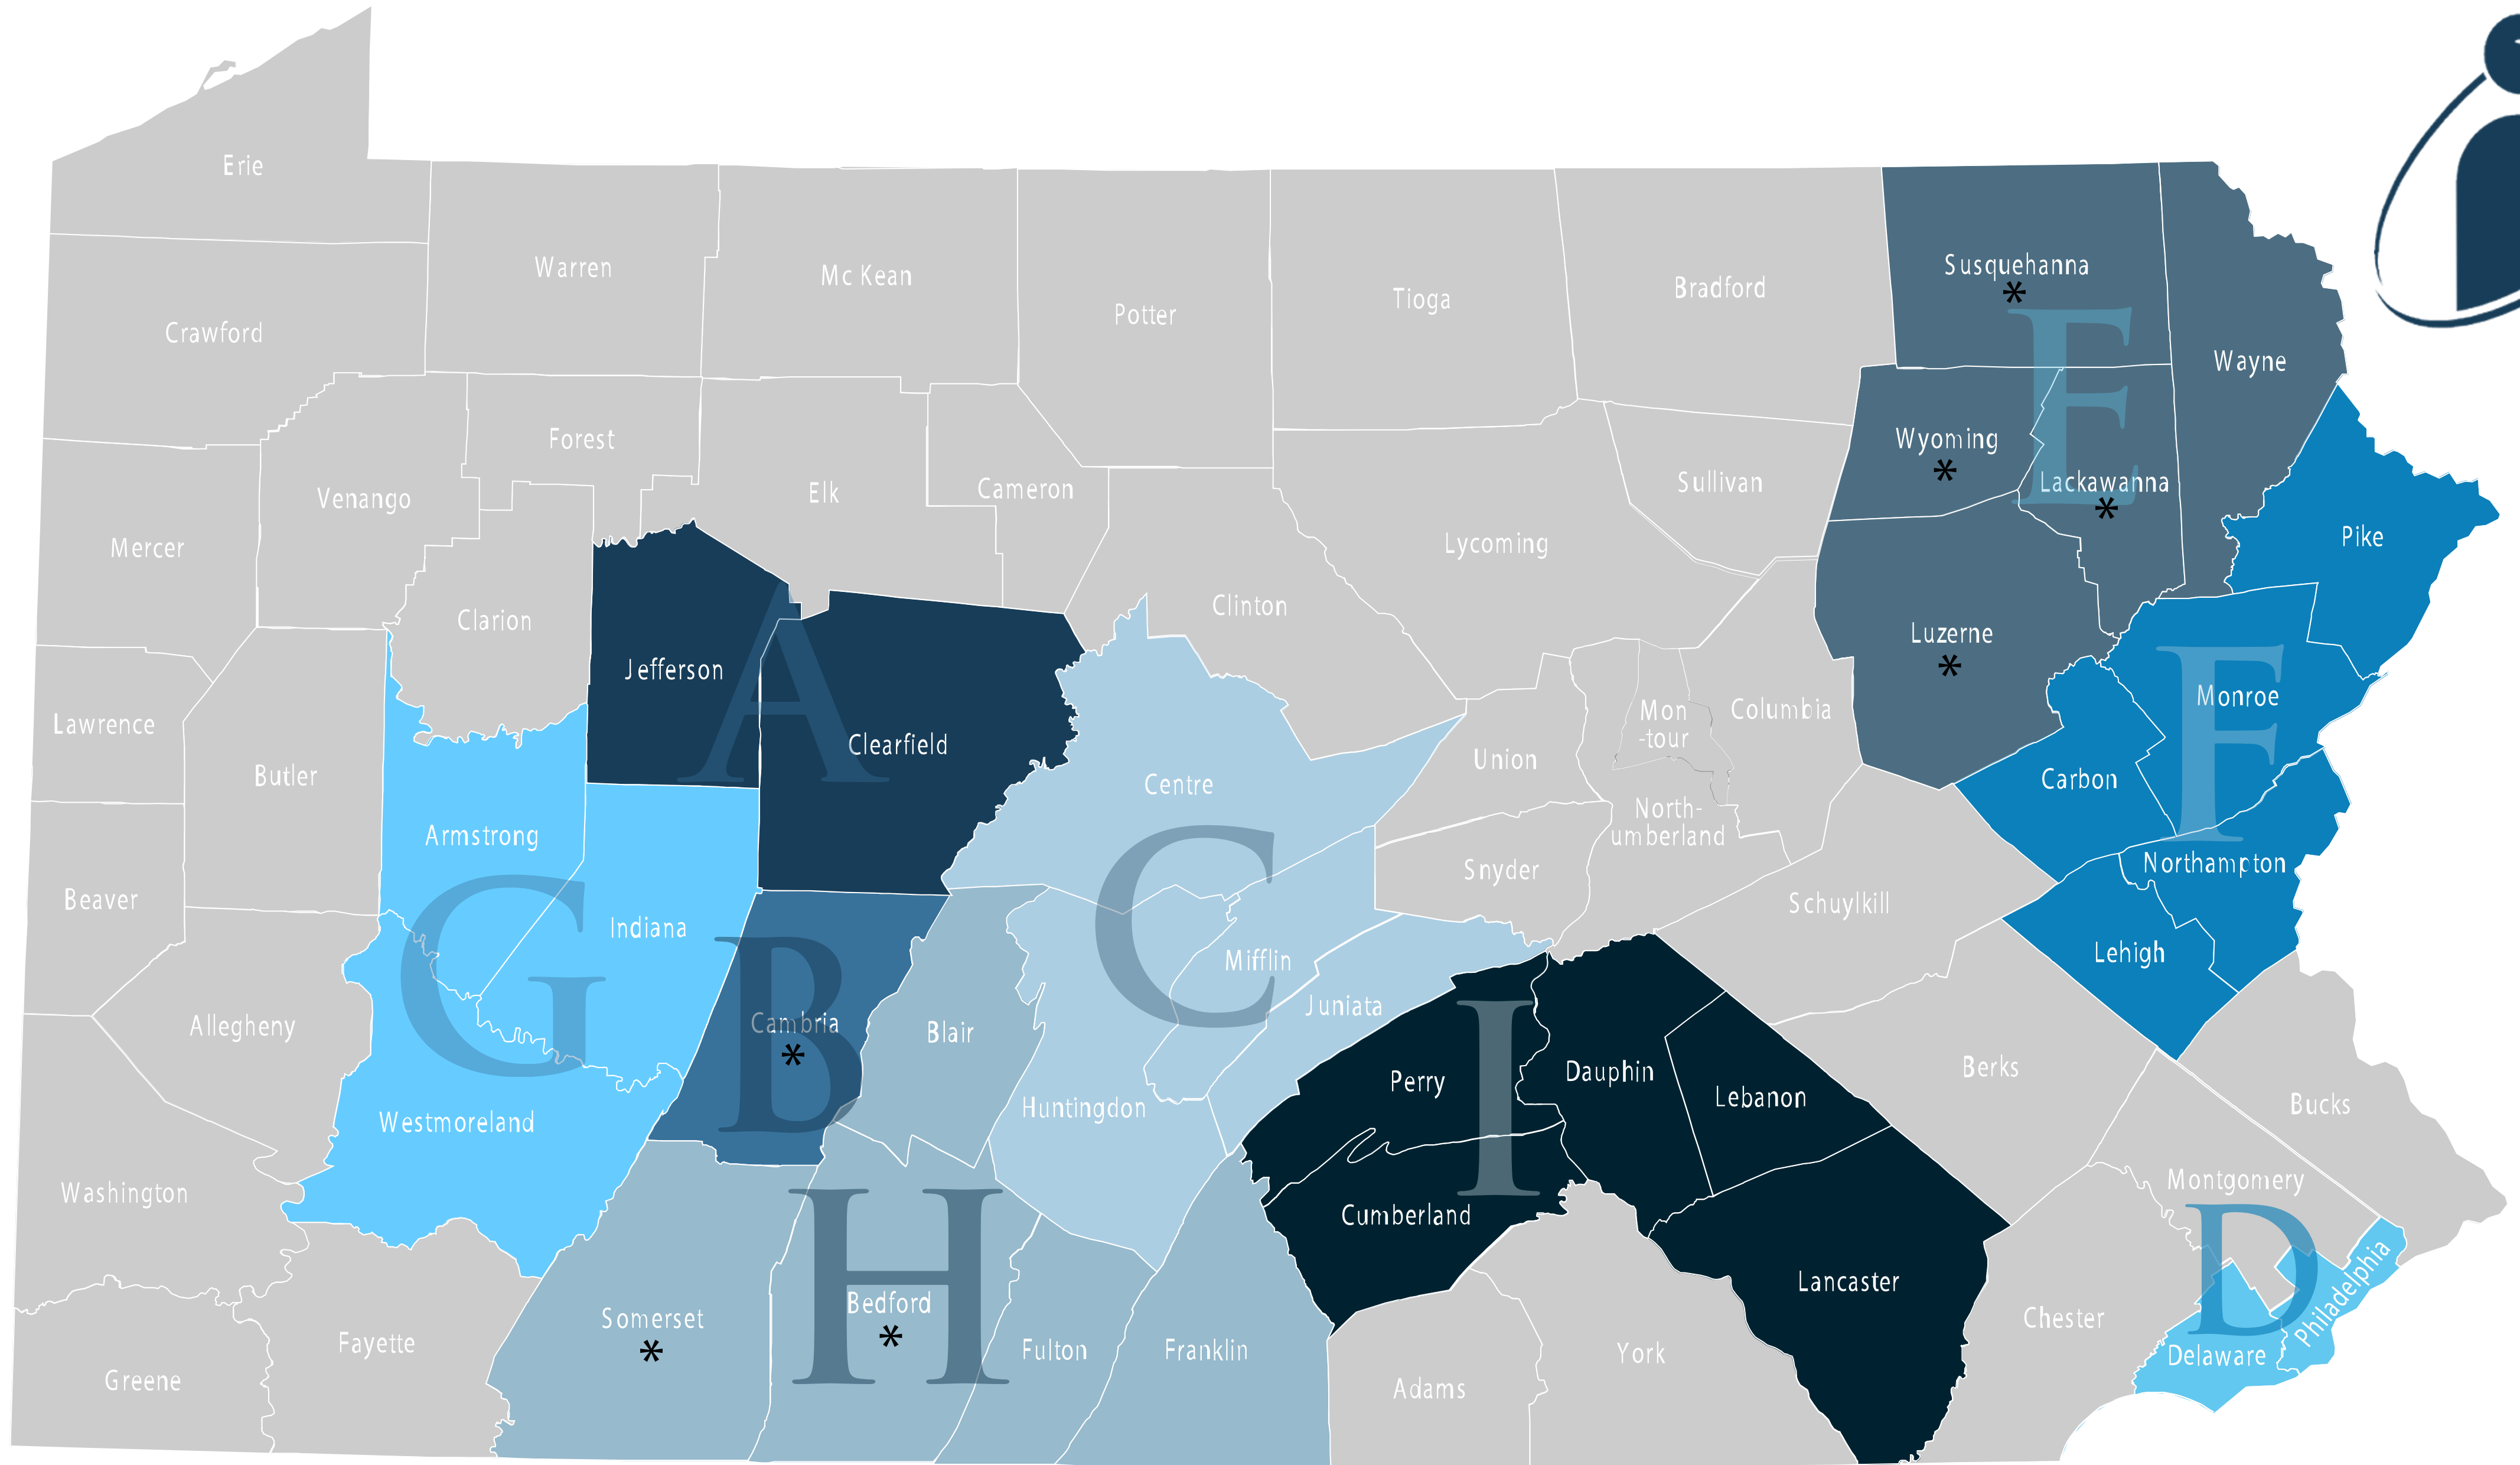 Erie
Warren
Mc Kean
Potter
Tioga
Bradford
Susquehanna
*
E
Wayne
Crawford
Forest
Elk
Cameron
Sullivan
Wyoming
*
Lackawanna
*
Pike
Venango
Mercer
Lycoming
Clarion
Clinton
Luzerne
*
Jefferson
A
Clearfield
Lawrence
Butler
Centre
Union
Mon
-tour
Columbia
Monroe
F
Carbon
Armstrong
North-
umberland
Northampton
Beaver
G
Indiana
B
Cambria
*
Blair
C
Mifflin
Juniata
Snyder
Schuylkill
Lehigh
Allegheny
Perry
I
Dauphin
Lebanon
Berks
Bucks
Westmoreland
Huntingdon
Washington
Cumberland
Montgomery
H
Somerset
*
Bedford
*
Fulton
Franklin
Lancaster
Chester
D
Philadelphia
Delaware
Fayette
Greene
Adams
York